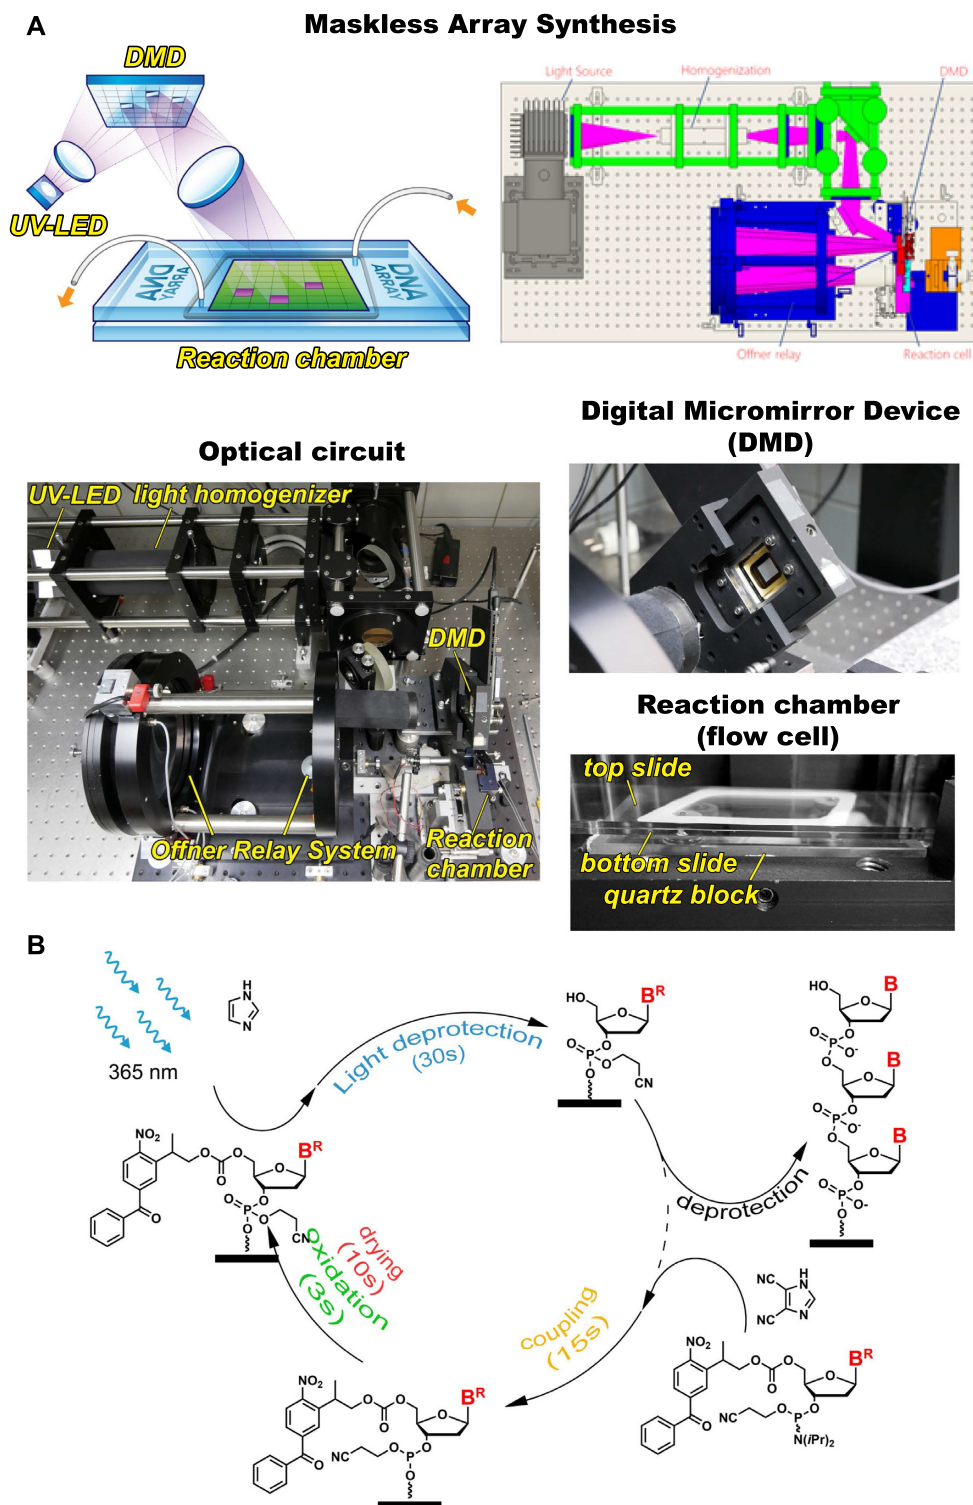 A
Maskless Array Synthesis
DMD
UV-LED
DNA
ARRAY
DNA
ARRAY
Reaction chamber
Light Source
Homogenization
DMD
Offner relay
Reaction cell
Optical circuit
UV-LED light homogenizer
DMD
Offner Relay System
Reaction
chamber
Digital Micromirror Device
(DMD)
Reaction chamber
(flow cell)
top slide
bottom slide
quartz block
B
365 nm
H
N
N
Light deprotection
(30s)
HO
O
B^R
O
O
P
O
O
CN
HO
O
B
O
O
P
O-
O
O
B
O
O
P
O-
O
O
B
O
O
P
O-
O
deprotection
NO2
O
O
O
O
O
B^R
O
O
O
P
O
O
CN
drying
(10s)
oxidation
(3s)
coupling
(15s)
NC
NC
H
N
N
NO2
O
O
O
O
O
B^R
O
NC
O
P
N(iPr)2
NO2
O
O
O
O
O
B^R
O
NC
O
P
O